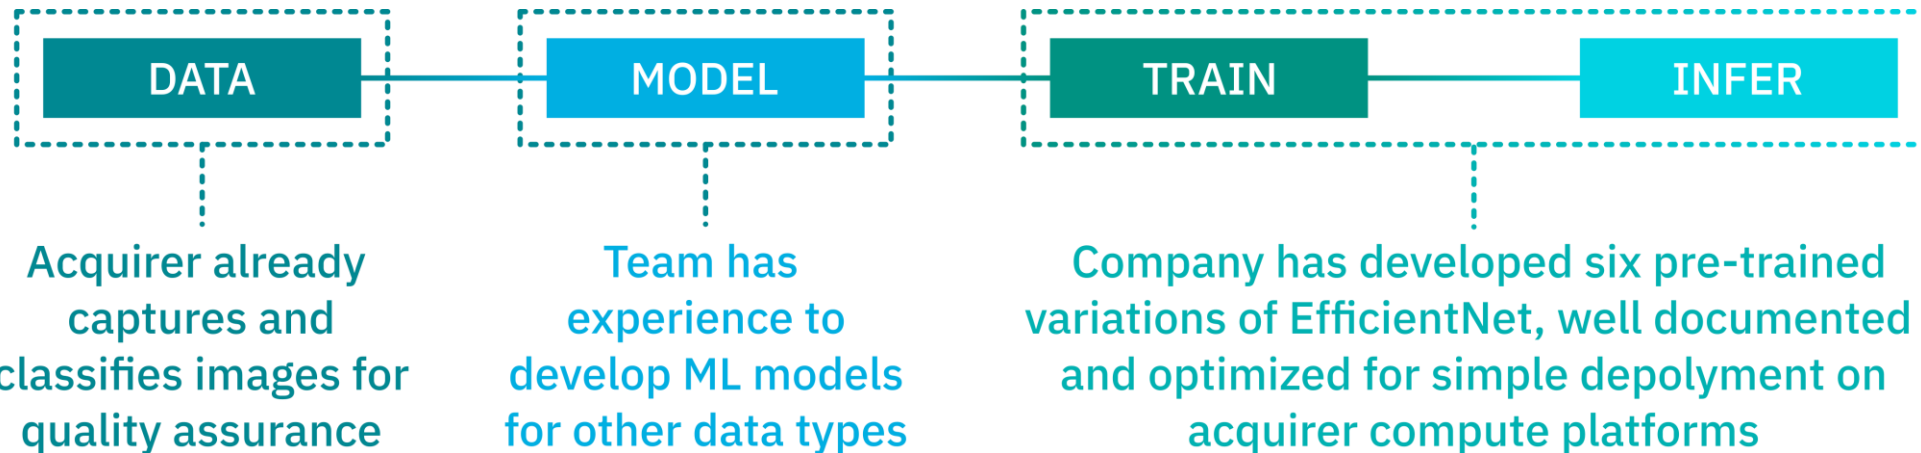 DATA
MODEL
TRAIN
INFER
Acquirer already
captures and
classifies images for
quality assurance
Team has
experience to
develop ML models
for other data types
Company has developed six pre-trained
variations of EfficientNet, well documented
and optimized for simple depolyment on
acquirer compute platforms